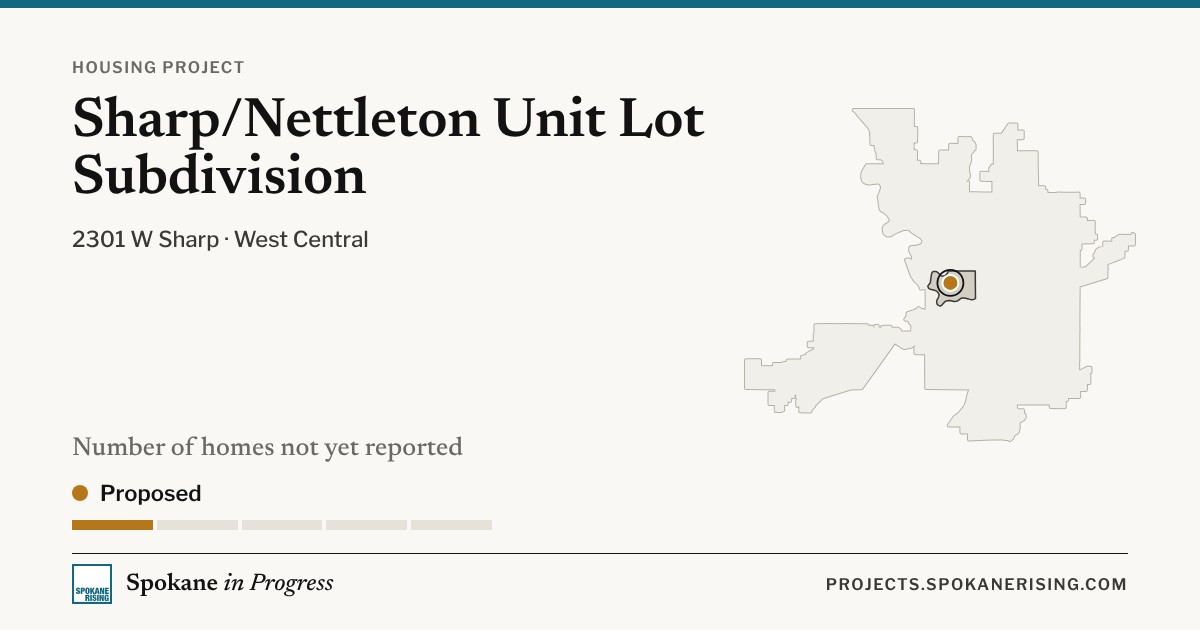 HOUSING PROJECT
Sharp/Nettleton Unit Lot
Subdivision
2301 W Sharp · West Central
Number of homes not yet reported
Proposed
SPOKANE
RISING
Spokane in Progress
PROJECTS.SPOKANERISING.COM